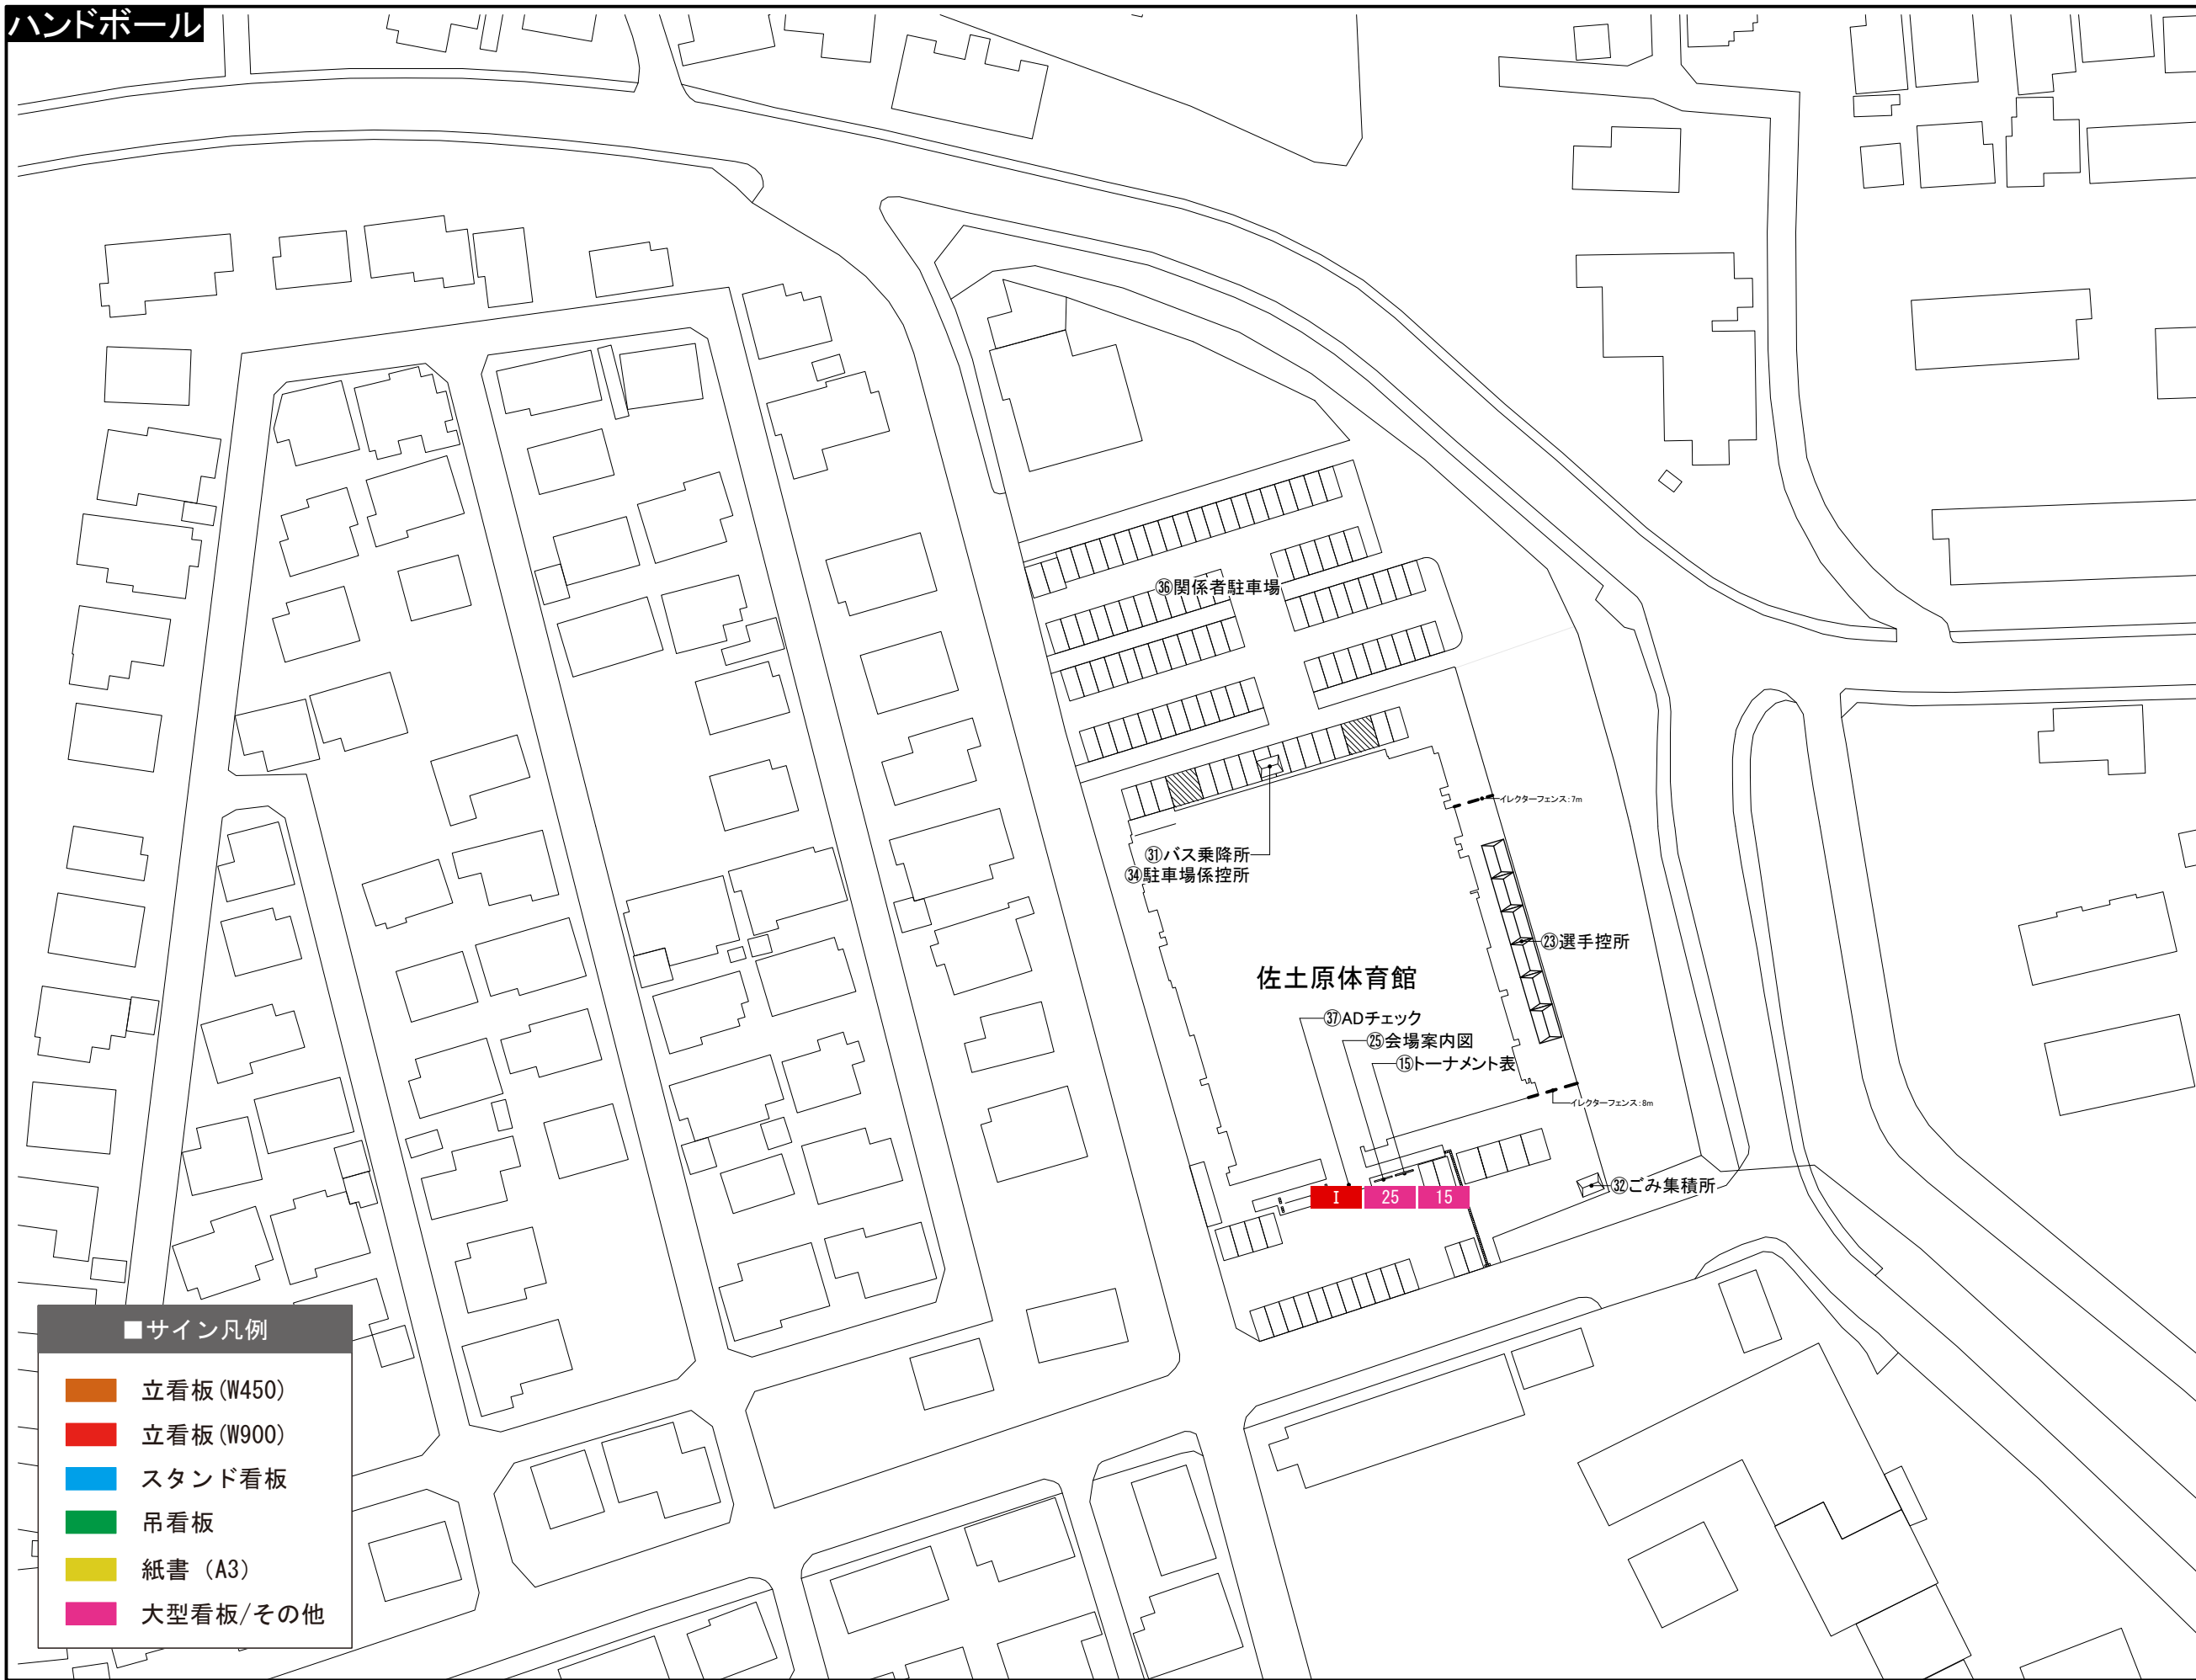 ハンドボール
㊱関係者駐車場
イレクターフェンス:7m
㉛バス乗降所
㉞駐車場係控所
㉓選手控所
佐土原体育館
㊲ADチェック
㉕会場案内図
⑮トーナメント表
イレクターフェンス:8m
㉜ごみ集積所
I 25 15
■サイン凡例
立看板(W450)
立看板(W900)
スタンド看板
吊看板
紙書（A3）
大型看板/その他